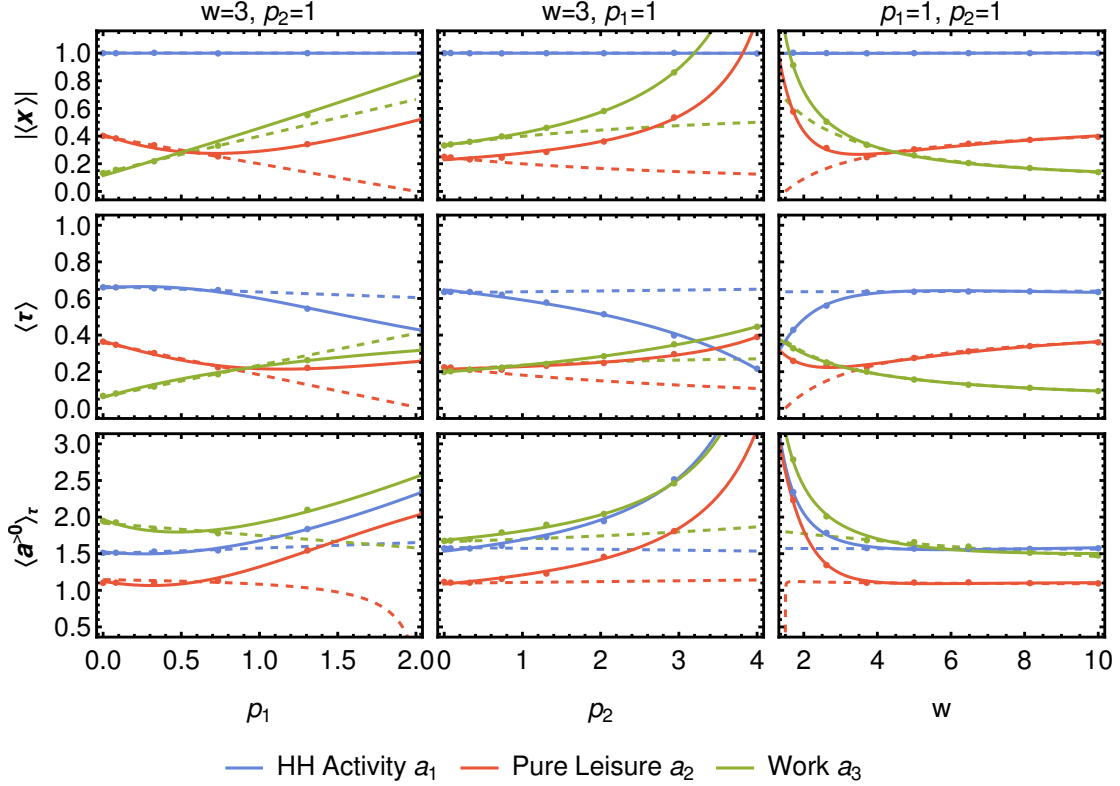 w=3, p₂=1 w=3, p₁=1 p₁=1, p₂=1
|⟨x⟩|
1.0
0.8
0.6
0.4
0.2
0.0
⟨τ⟩
1.0
0.8
0.6
0.4
0.2
0.0
⟨a^{>0}⟩_τ
3.0
2.5
2.0
1.5
1.0
0.5
0.0 0.5 1.0 1.5 2.0 0 1 2 3 4 2 4 6 8 10
p₁ p₂ w
HH Activity a₁ Pure Leisure a₂ Work a₃